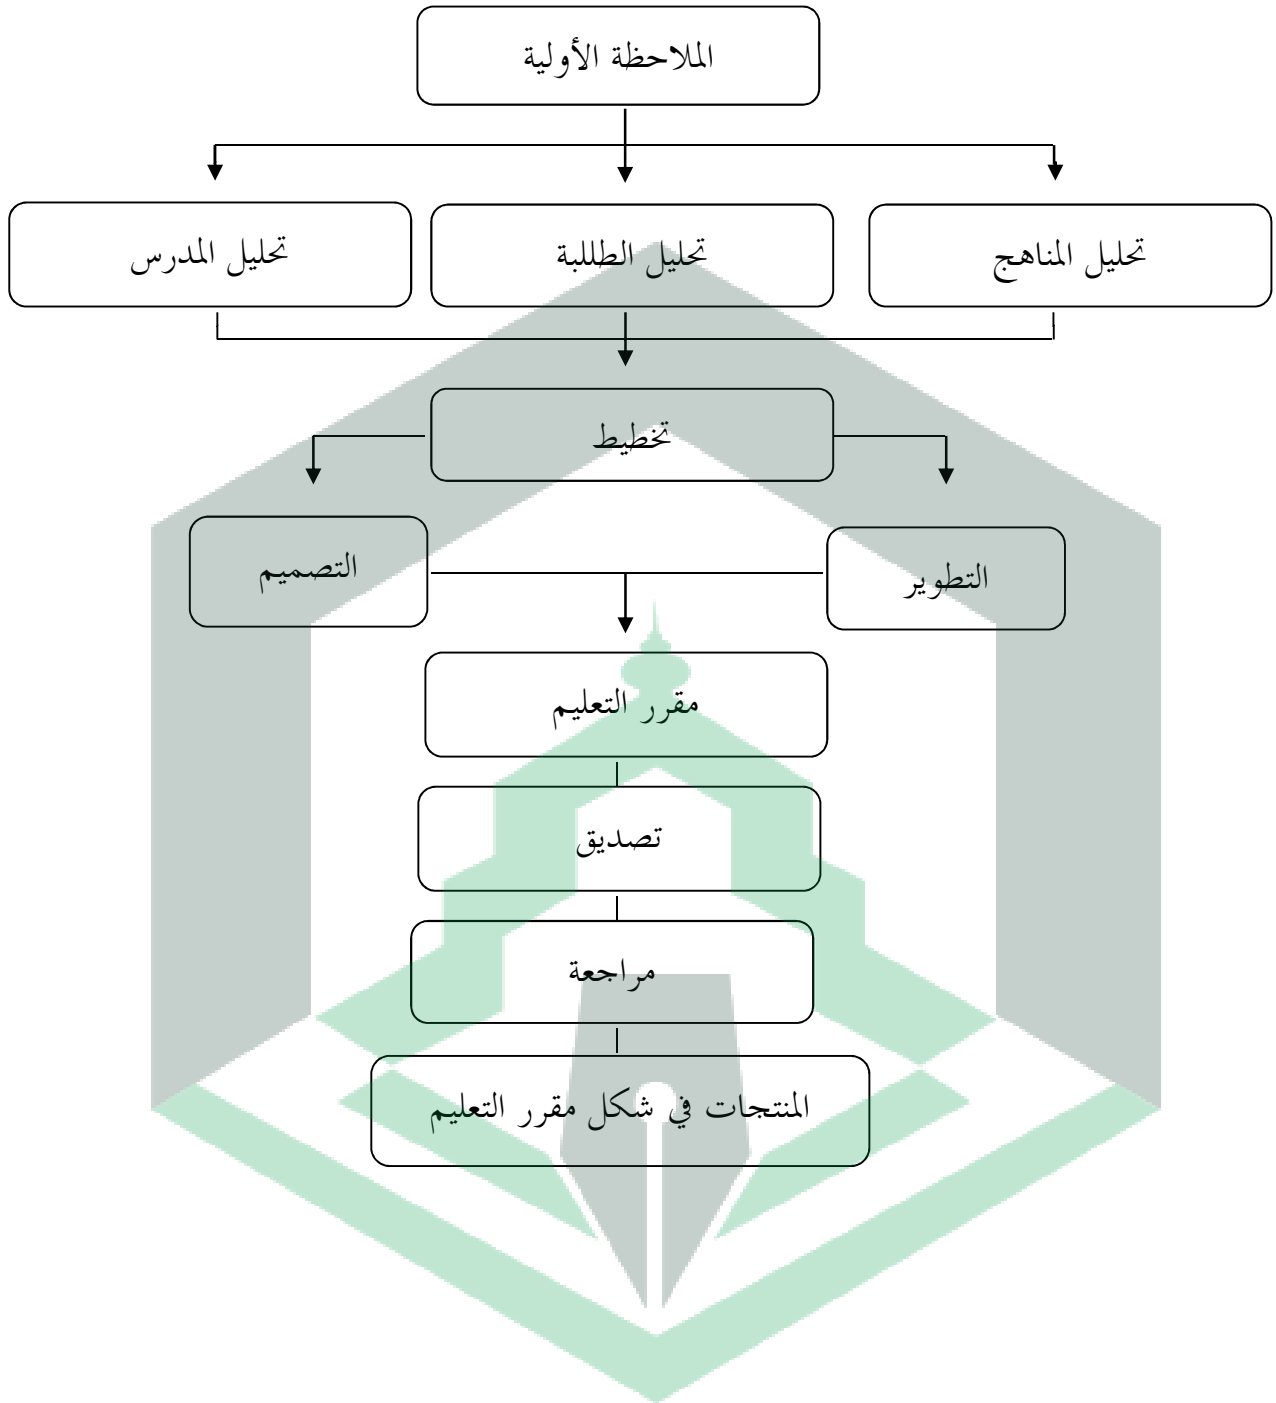 الملاحظة الأولية
تحليل المناهج
تحليل الطللبة
تحليل المدرس
تخطيط
التطوير
التصميم
مقرر التعليم
تصديق
مراجعة
المنتجات في شكل مقرر التعليم